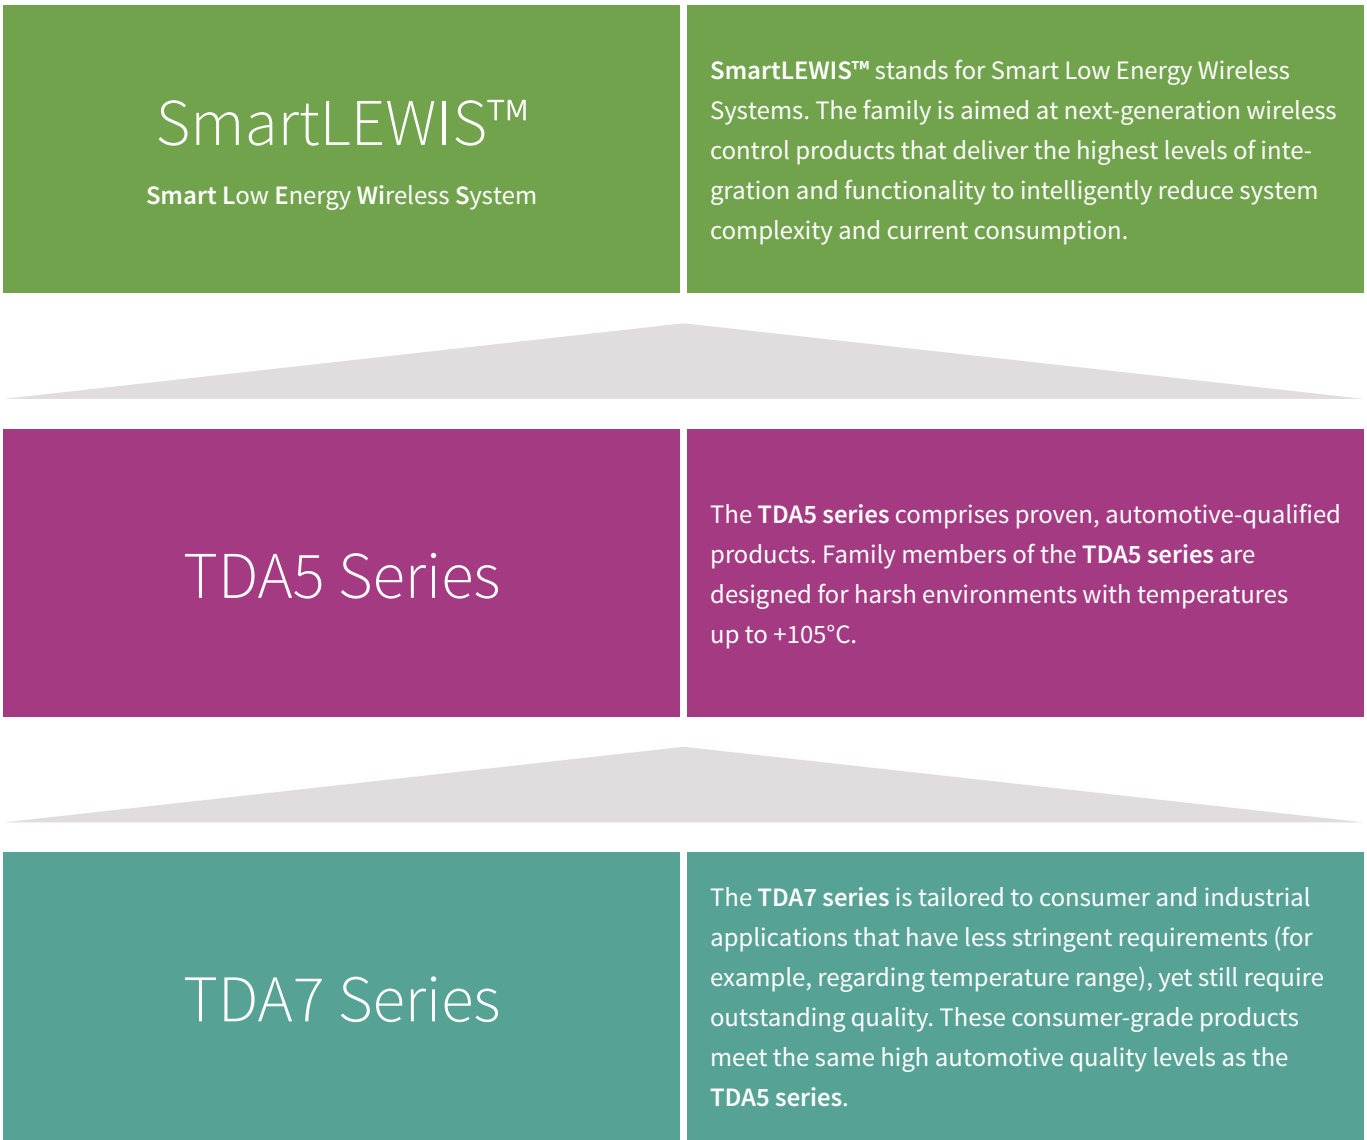 SmartLEWIS™
Smart Low Energy Wireless System
SmartLEWIS™ stands for Smart Low Energy Wireless
Systems. The family is aimed at next-generation wireless
control products that deliver the highest levels of inte-
gration and functionality to intelligently reduce system
complexity and current consumption.
TDA5 Series
The TDA5 series comprises proven, automotive-qualified
products. Family members of the TDA5 series are
designed for harsh environments with temperatures
up to +105°C.
TDA7 Series
The TDA7 series is tailored to consumer and industrial
applications that have less stringent requirements (for
example, regarding temperature range), yet still require
outstanding quality. These consumer-grade products
meet the same high automotive quality levels as the
TDA5 series.